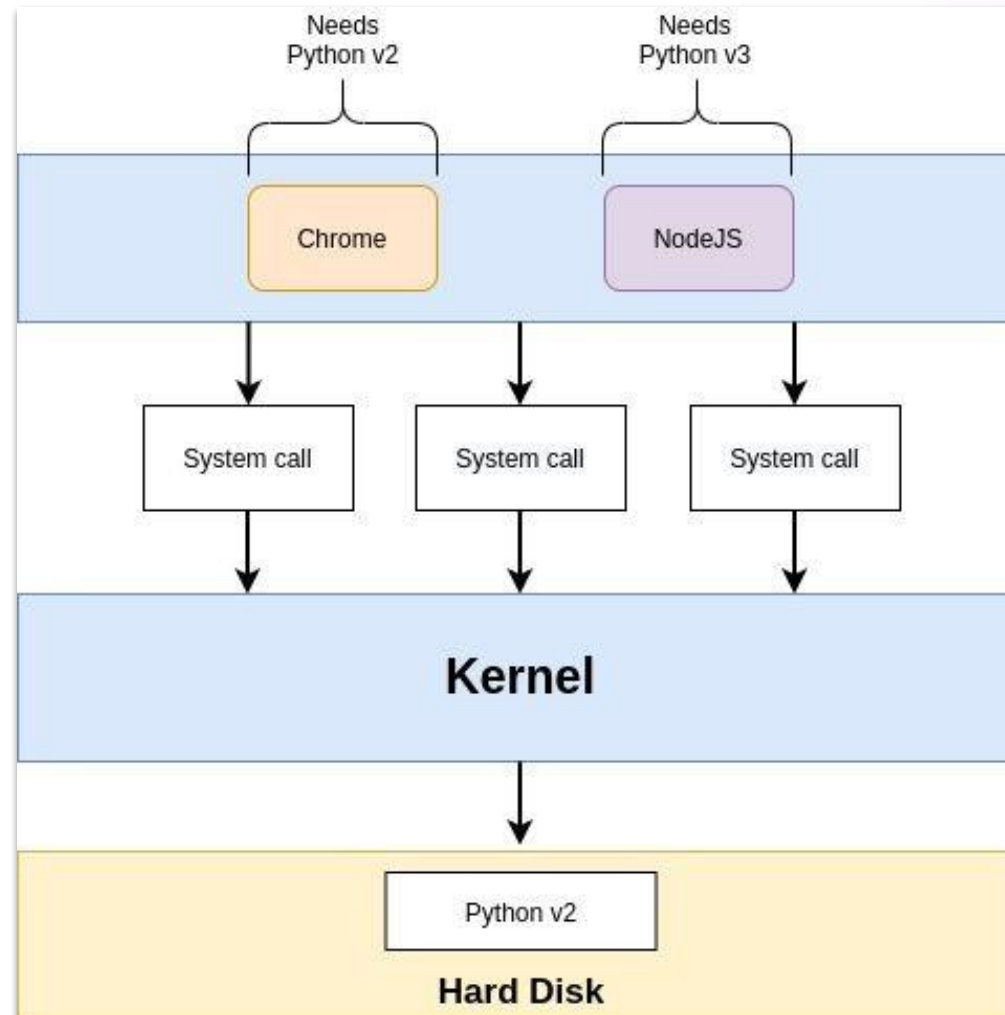 Needs
Python v2
Needs
Python v3
Chrome
NodeJS
System call
System call
System call
Kernel
Python v2
Hard Disk